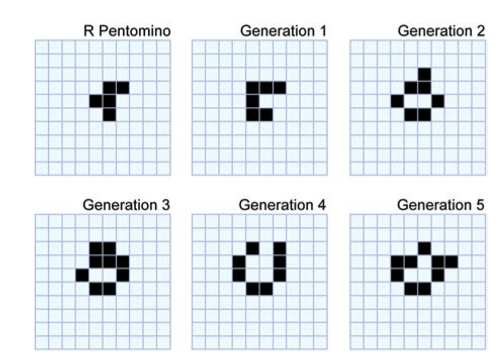 R Pentomino
Generation 1
Generation 2
Generation 3
Generation 4
Generation 5